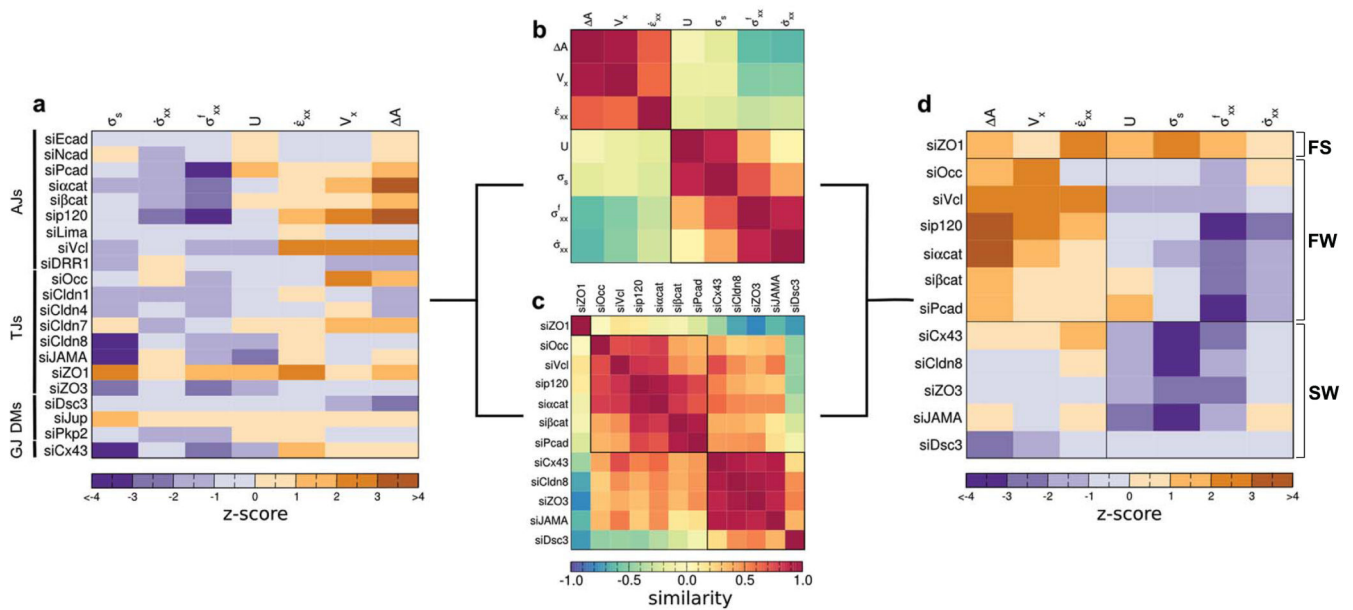 a
σs σ̇xx σfxx U ε̇xx Vx ΔA
AJs
siEcad
siNcad
siPcad
siαcat
siβcat
sip120
siLima
siVcl
siDRR1
TJs
siOcc
siCldn1
siCldn4
siCldn7
siCldn8
siJAMA
siZO1
siZO3
DMs
siDsc3
siJup
siPkp2
GJ
siCx43
<-4 -3 -2 -1 0 1 2 3 >4
z-score
b
ΔA Vx ε̇xx U σs σfxx σ̇xx
ΔA
Vx
ε̇xx
U
σs
σfxx
σ̇xx
c
siZO1 siOcc siVcl sip120 siαcat siβcat siPcad siCx43 siCldn8 siZO3 siJAMA siDsc3
siZO1
siOcc
siVcl
sip120
siαcat
siβcat
siPcad
siCx43
siCldn8
siZO3
siJAMA
siDsc3
-1.0 -0.5 0.0 0.5 1.0
similarity
d
ΔA Vx ε̇xx U σs σfxx σ̇xx
siZO1
siOcc
siVcl
sip120
siαcat
siβcat
siPcad
siCx43
siCldn8
siZO3
siJAMA
siDsc3
FS
FW
SW
<-4 -3 -2 -1 0 1 2 3 >4
z-score